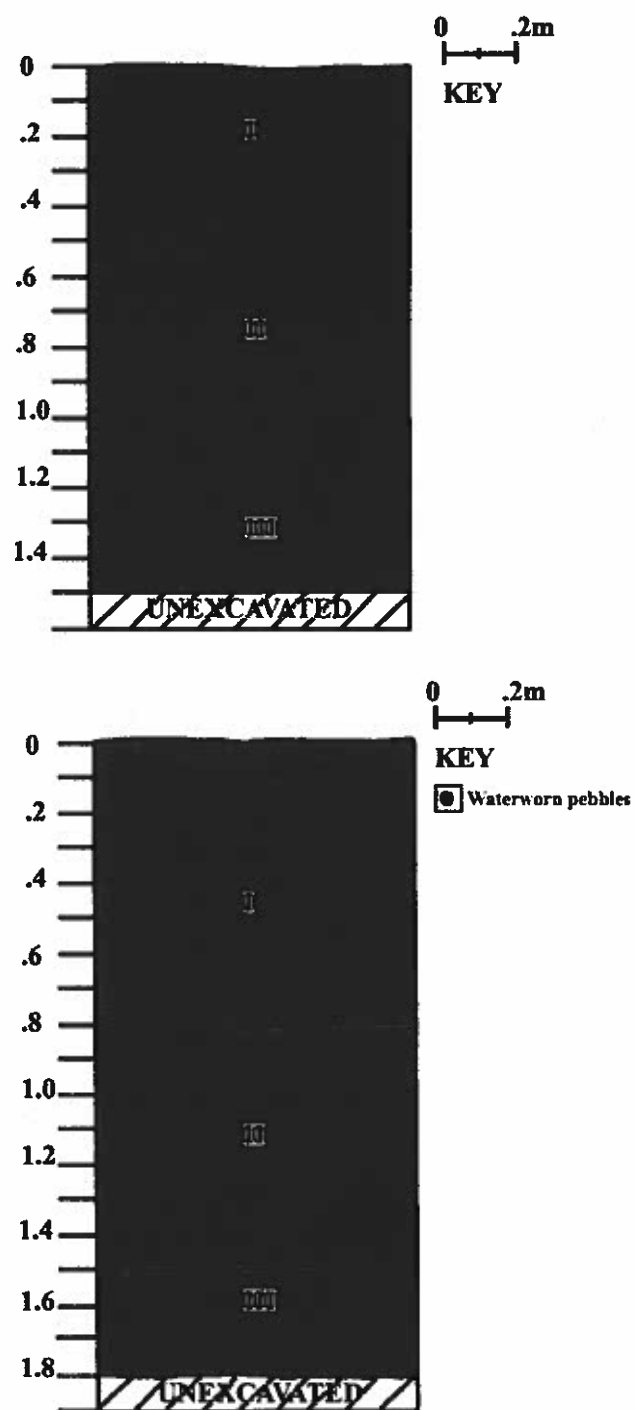 0 .2m
KEY
0
.2
.4
.6
.8
1.0
1.2
1.4
I
II
III
UNEXCAVATED
0 .2m
KEY
Waterworn pebbles
0
.2
.4
.6
.8
1.0
1.2
1.4
1.6
1.8
I
II
III
UNEXCAVATED